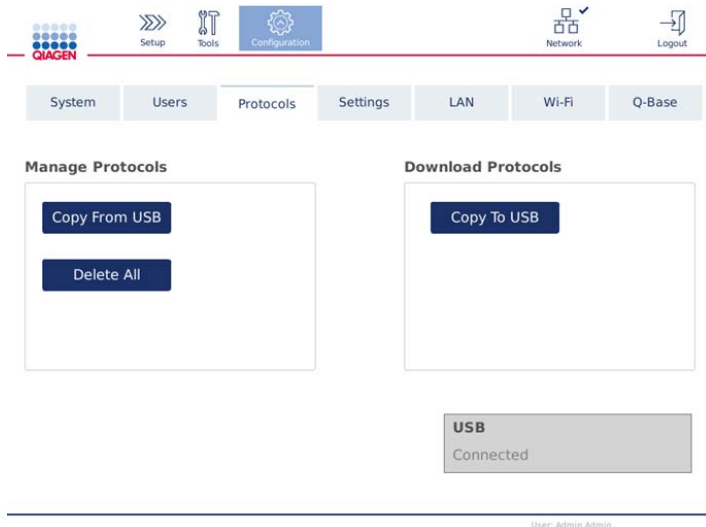 QIAGEN
Setup
Tools
Configuration
Network
Logout
System
Users
Protocols
Settings
LAN
Wi-Fi
Q-Base
Manage Protocols
Download Protocols
Copy From USB
Copy To USB
Delete All
USB
Connected
User: Admin Admin